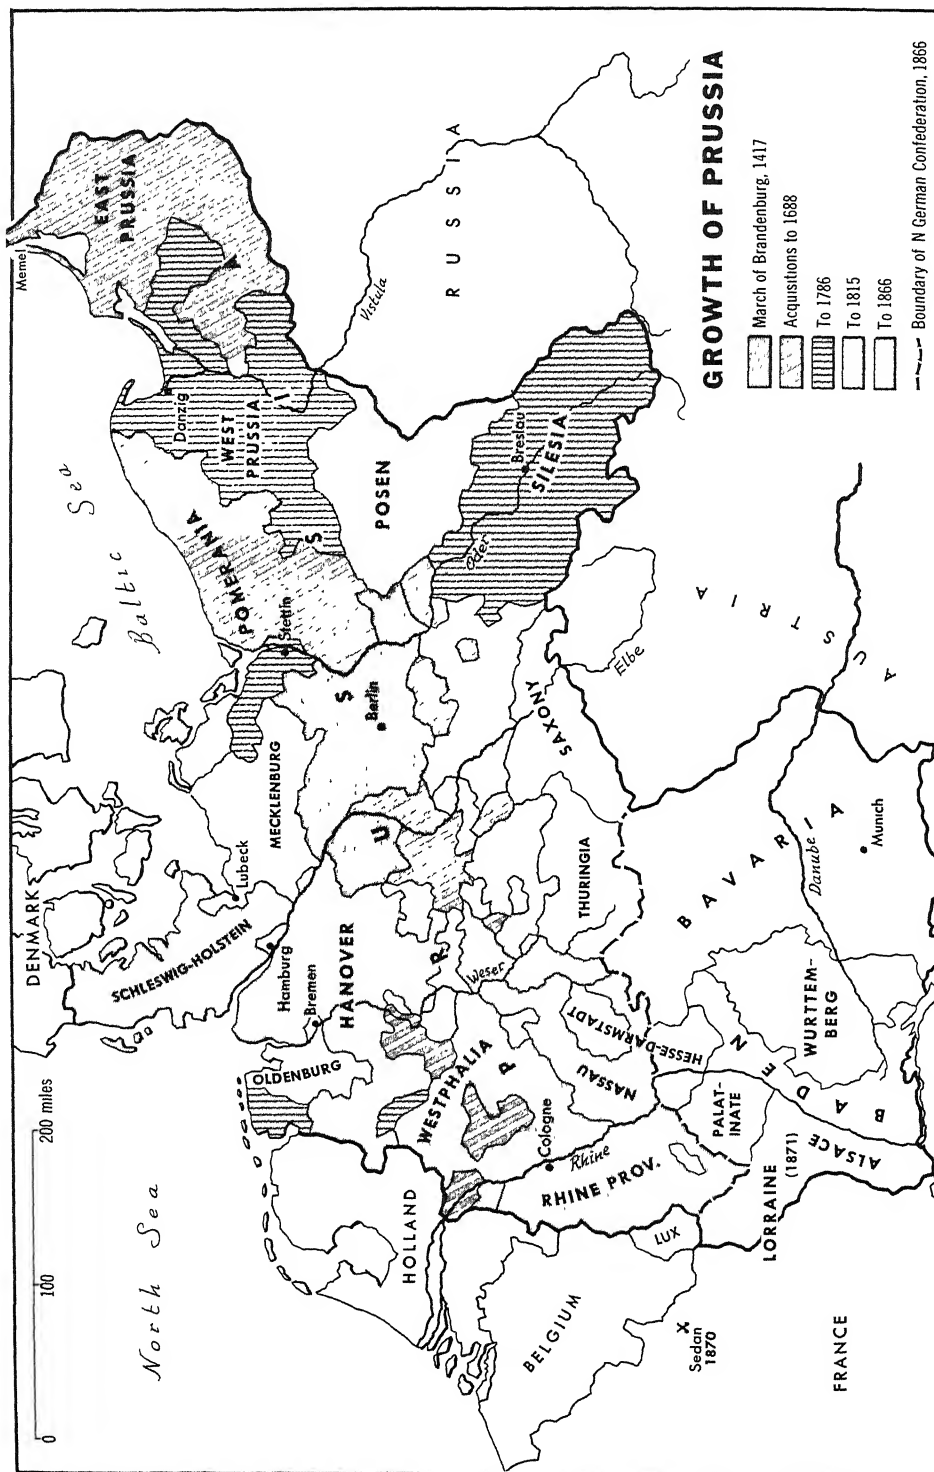 GROWTH OF PRUSSIA
March of Brandenburg, 1417
Acquisitions to 1688
To 1786
To 1815
To 1866
Boundary of N German Confederation, 1866
0 100 200 miles
North Sea
Baltic Sea
DENMARK
SCHLESWIG-HOLSTEIN
Lubeck
Hamburg
Bremen
MECKLENBURG
POMERANIA
Stettin
Danzig
WEST
PRUSSIA
EAST
PRUSSIA
Memel
OLDENBURG
HANOVER
Berlin
POSEN
Vistula
RUSSIA
HOLLAND
WESTPHALIA
PRUSSIA
Weser
Oder
Breslau
SILESIA
BELGIUM
Cologne
Rhine
RHINE PROV.
NASSAU
HESSE-DARMSTADT
THURINGIA
SAXONY
Elbe
AUSTRIA
LUX
Sedan
1870
LORRAINE
(1871)
PALAT-
INATE
ALSACE
BADEN
WURTTEM-
BERG
BAVARIA
Danube
Munich
FRANCE